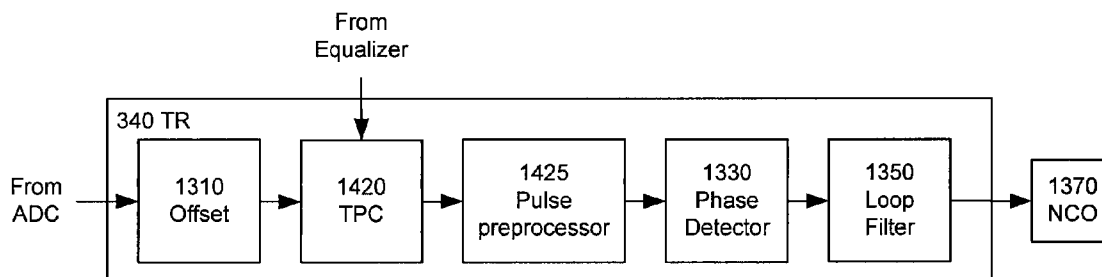 From
Equalizer
340 TR
From
ADC
1310
Offset
1420
TPC
1425
Pulse
preprocessor
1330
Phase
Detector
1350
Loop
Filter
1370
NCO